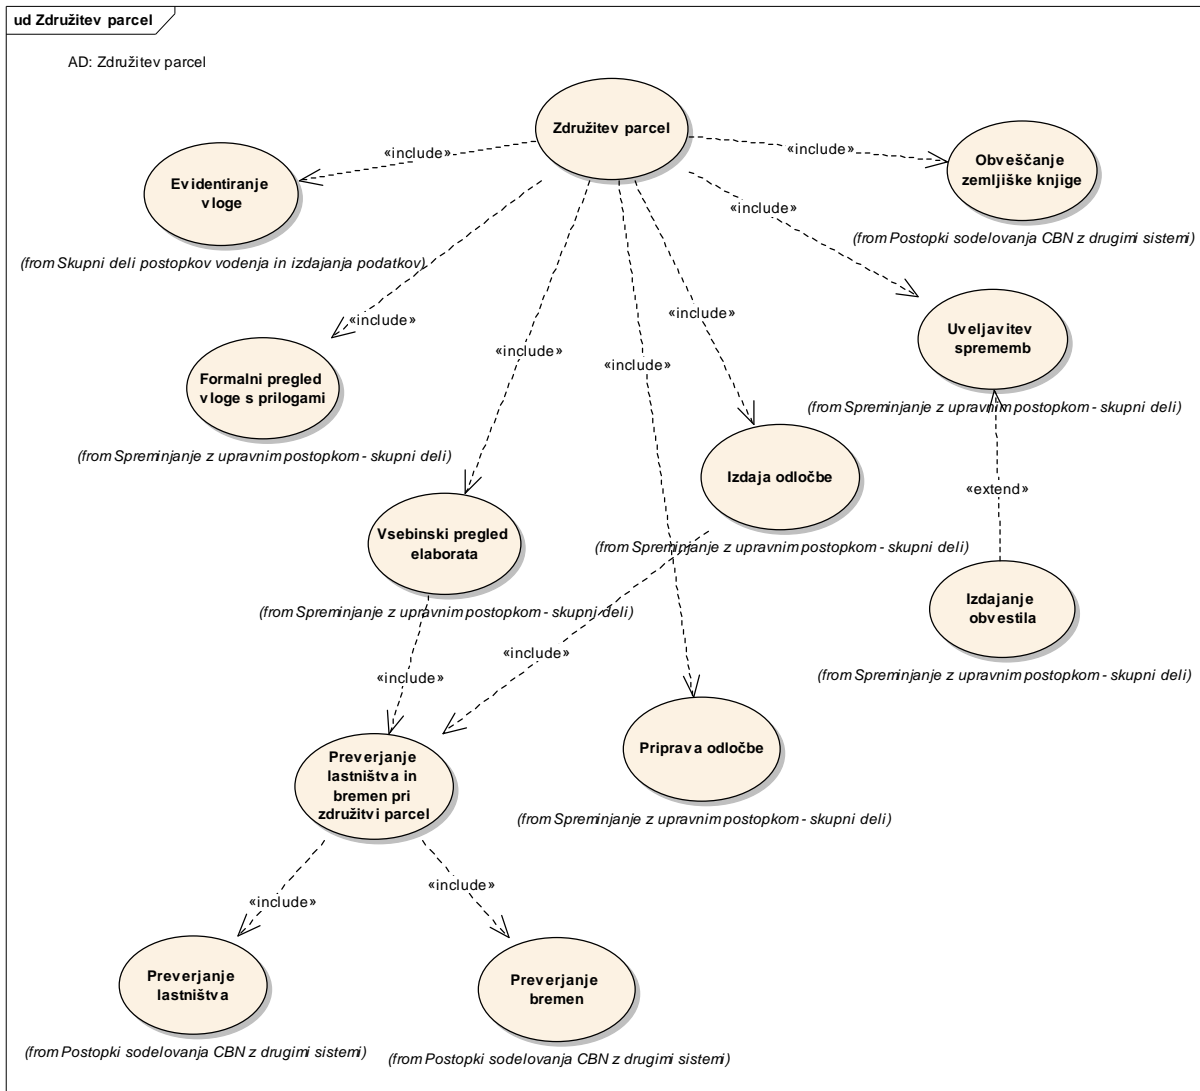 ud Združitev parcel
AD: Združitev parcel
Združitev parcel
«include»
«include»
Obveščanje
zemljiške knjige
(from Postopki sodelovanja CBN z drugimi sistemi)
Evidentiranje
vloge
(from Skupni deli postopkov vodenja in izdajanja podatkov)
«include»
«include»
«include»
«include»
«include»
Uveljavitev
sprememb
(from Spreminjanje z upravnim postopkom - skupni deli)
Formalni pregled
vloge s prilogami
(from Spreminjanje z upravnim postopkom - skupni deli)
Izdaja odločbe
(from Spreminjanje z upravnim postopkom - skupni deli)
«extend»
Vsebinski pregled
elaborata
(from Spreminjanje z upravnim postopkom - skupni deli)
Izdajanje
obvestila
(from Spreminjanje z upravnim postopkom - skupni deli)
«include»
«include»
Preverjanje
lastništva in
bremen pri
združitvi parcel
Priprava odločbe
(from Spreminjanje z upravnim postopkom - skupni deli)
«include»
«include»
Preverjanje
lastništva
(from Postopki sodelovanja CBN z drugimi sistemi)
Preverjanje
bremen
(from Postopki sodelovanja CBN z drugimi sistemi)